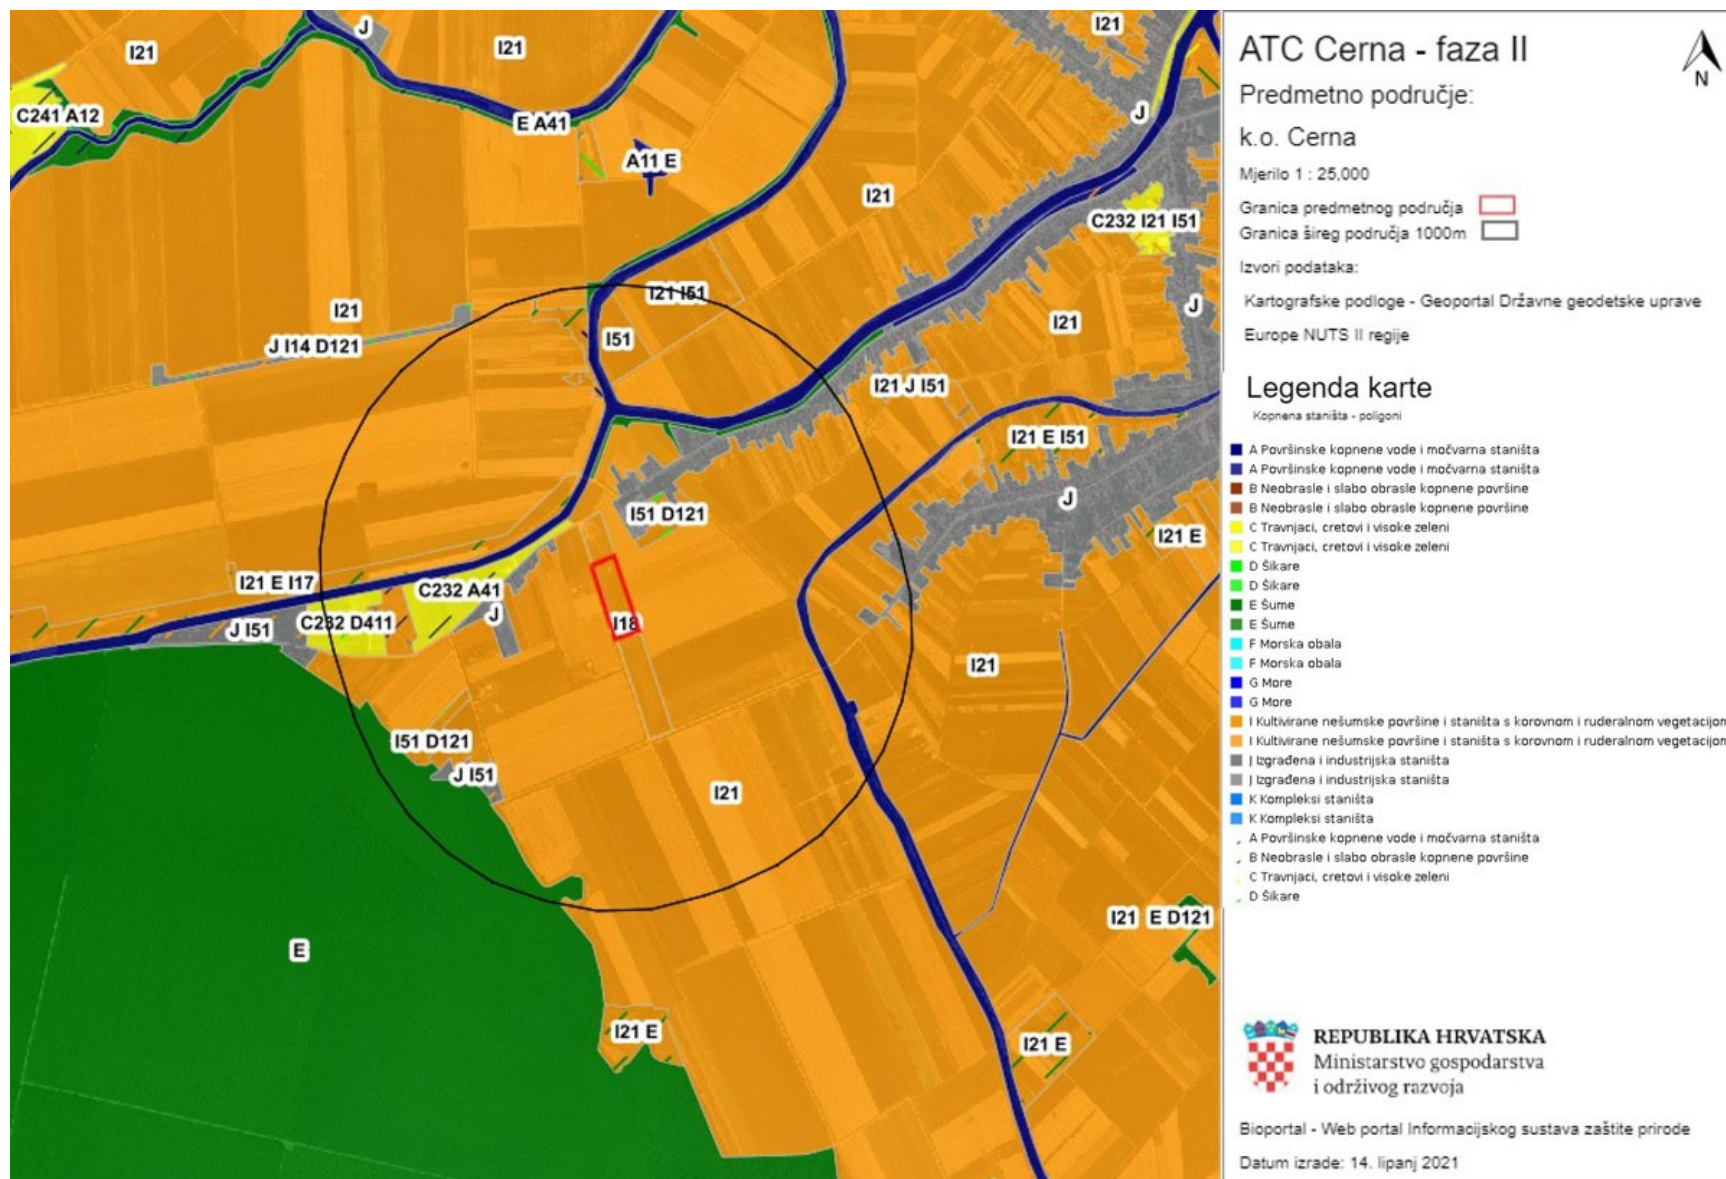 I21
J
I21
I21
C241 A12
E A41
J
A11 E
I21
C232 I21 I51
I21 I51
I21
J
I51
I21
J I14 D121
I21 J I51
I21 E I51
J
I51 D121
I21 E
I21 E I17
C232 A41
J
C232 D411
J I51
I18
I21
I51 D121
J I51
I21
I21 E D121
E
I21 E
I21 E
ATC Cerna - faza II
N
Predmetno područje:
k.o. Cerna
Mjerilo 1 : 25,000
Granica predmetnog područja
Granica šireg područja 1000m
Izvori podataka:
Kartografske podloge - Geoportal Državne geodetske uprave
Europe NUTS II regije
Legenda karte
Kopnena staništa - poligoni
A Površinske kopnene vode i močvarna staništa
A Površinske kopnene vode i močvarna staništa
B Neobrasle i slabo obrasle kopnene površine
B Neobrasle i slabo obrasle kopnene površine
C Travnjaci, cretovi i visoke zeleni
C Travnjaci, cretovi i visoke zeleni
D Šikare
D Šikare
E Šume
E Šume
F Morska obala
F Morska obala
G More
G More
I Kultivirane nešumske površine i staništa s korovnom i ruderalnom vegetacijom
I Kultivirane nešumske površine i staništa s korovnom i ruderalnom vegetacijom
J Izgrađena i industrijska staništa
J Izgrađena i industrijska staništa
K Kompleksi staništa
K Kompleksi staništa
A Površinske kopnene vode i močvarna staništa
B Neobrasle i slabo obrasle kopnene površine
C Travnjaci, cretovi i visoke zeleni
D Šikare
REPUBLIKA HRVATSKA
Ministarstvo gospodarstva
i održivog razvoja
Bioportal - Web portal Informacijskog sustava zaštite prirode
Datum izrade: 14. lipanj 2021